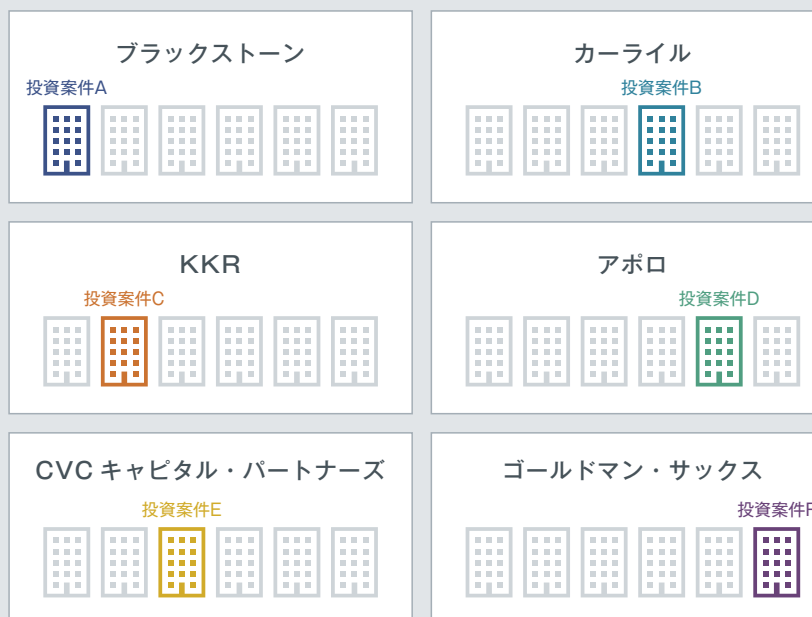 ブラックストーン
投資案件A
カーライル
投資案件B
KKR
投資案件C
アポロ
投資案件D
CVC キャピタル・パートナーズ
投資案件E
ゴールドマン・サックス
投資案件F